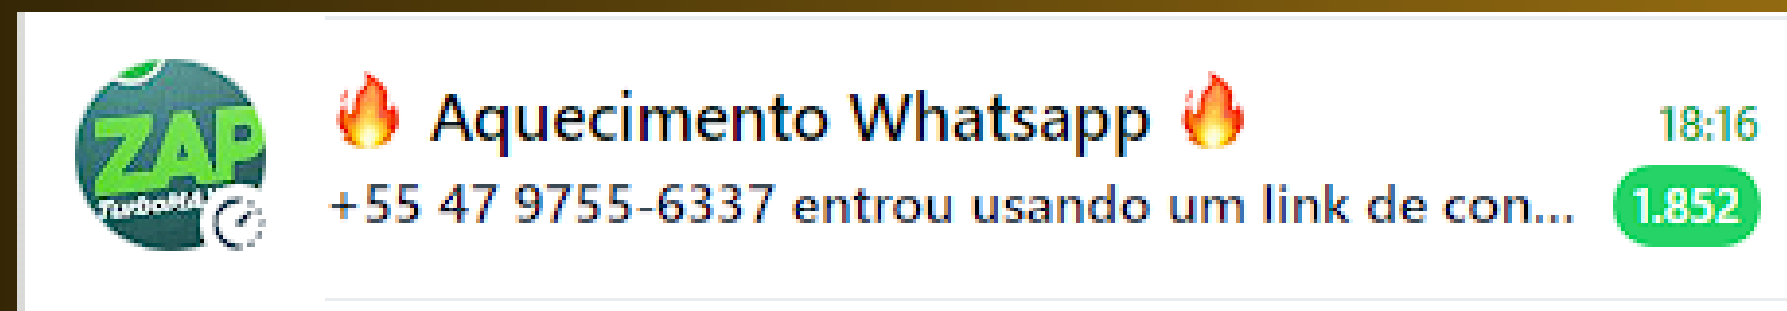 ZAP
🔥 Aquecimento Whatsapp 🔥
18:16
+55 47 9755-6337 entrou usando um link de con...
1.852